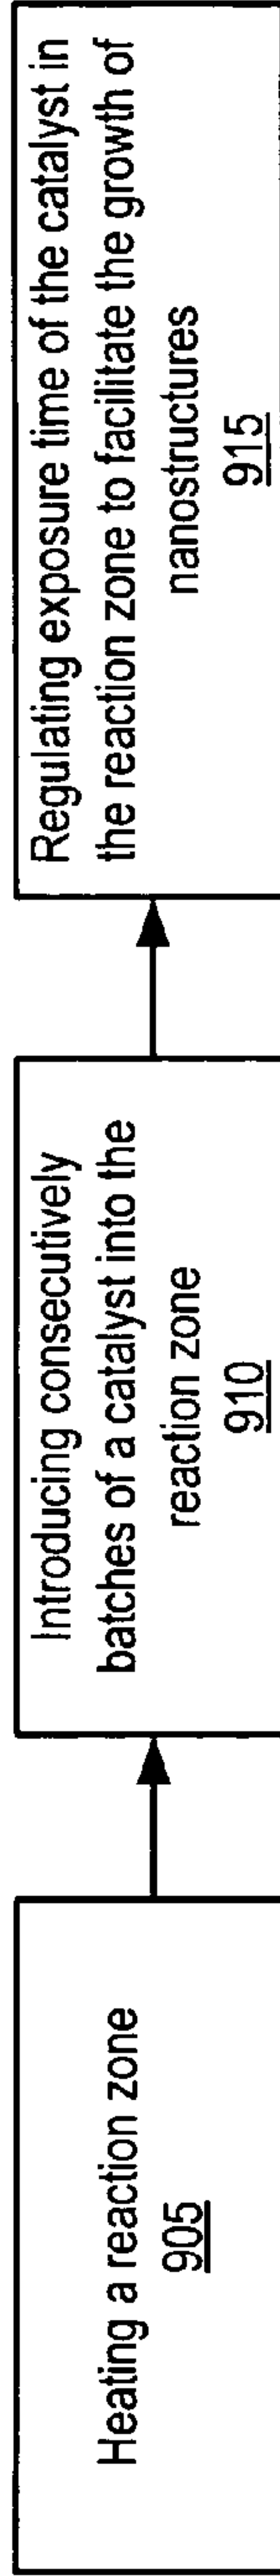 Heating a reaction zone
905
Introducing consecutively
batches of a catalyst into the
reaction zone
910
Regulating exposure time of the catalyst in
the reaction zone to facilitate the growth of
nanostructures
915